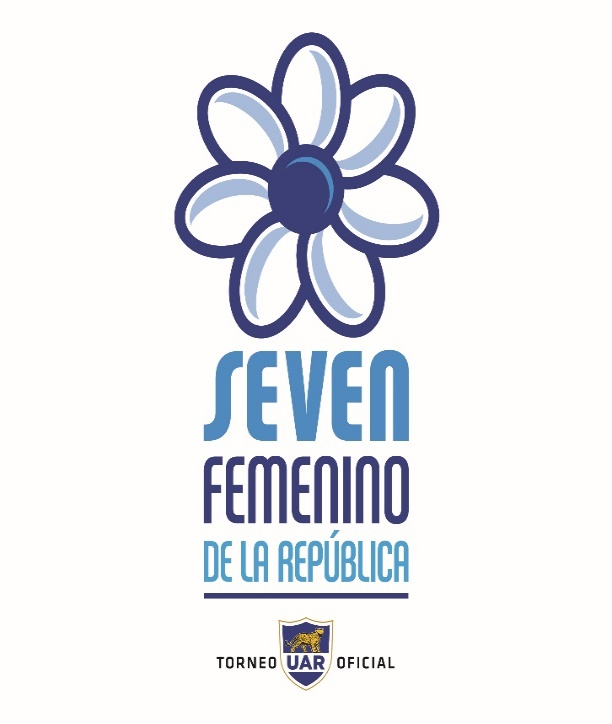 SEVEN
FEMENINO
DE LA REPÚBLICA
TORNEO UAR OFICIAL